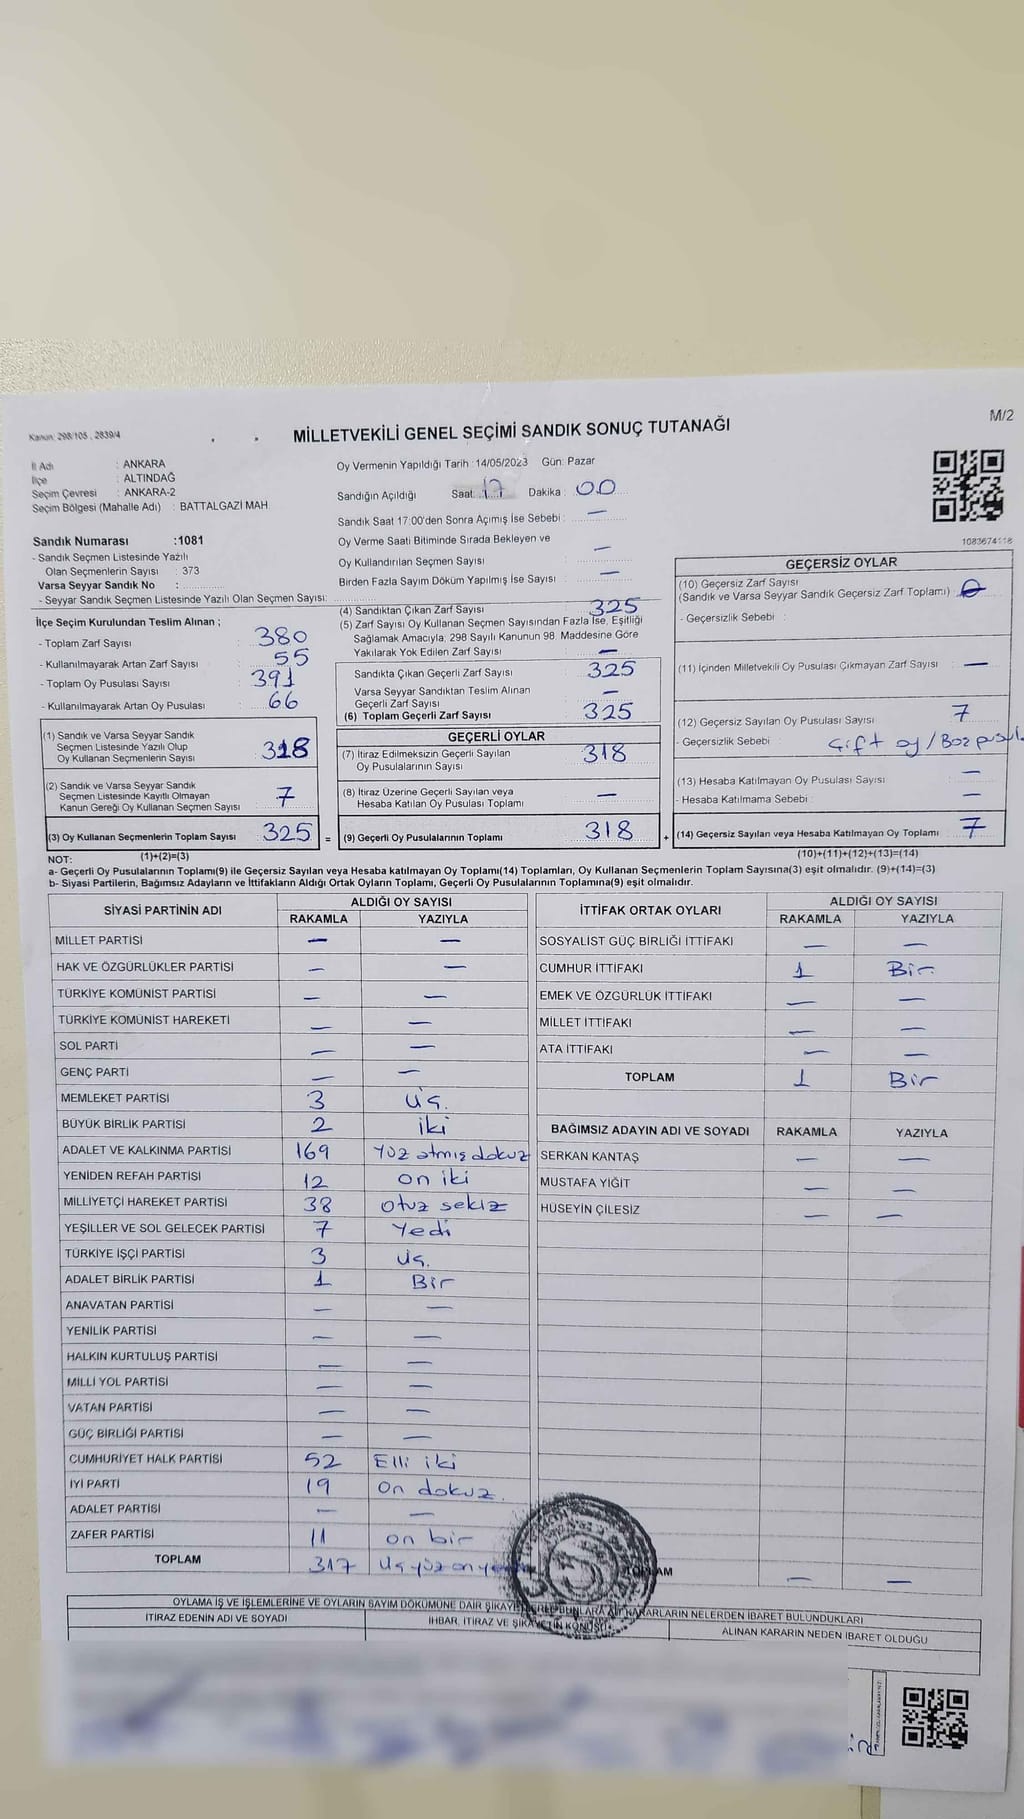 Kanun: 298/105, 2839/4
M/2
MİLLETVEKİLİ GENEL SEÇİMİ SANDIK SONUÇ TUTANAĞI
İl Adı : ANKARA
İlçe : ALTINDAĞ
Seçim Çevresi : ANKARA-2
Seçim Bölgesi (Mahalle Adı) : BATTALGAZİ MAH
Sandık Numarası :1081
- Sandık Seçmen Listesinde Yazılı
Olan Seçmenlerin Sayısı : 373
Varsa Seyyar Sandık No :
- Seyyar Sandık Seçmen Listesinde Yazılı Olan Seçmen Sayısı:
Oy Vermenin Yapıldığı Tarih :14/05/2023 Gün: Pazar
Sandığın Açıldığı Saat: 17 Dakika : 00
Sandık Saat 17:00'den Sonra Açımış İse Sebebi : —
Oy Verme Saati Bitiminde Sırada Bekleyen ve
Oy Kullandırılan Seçmen Sayısı : —
Birden Fazla Sayım Döküm Yapılmış İse Sayısı : —
1083674118
İlçe Seçim Kurulundan Teslim Alınan ;
- Toplam Zarf Sayısı : 380
- Kullanılmayarak Artan Zarf Sayısı : 55
- Toplam Oy Pusulası Sayısı : 391
- Kullanılmayarak Artan Oy Pusulası : 66
(1) Sandık ve Varsa Seyyar Sandık
Seçmen Listesinde Yazılı Olup
Oy Kullanan Seçmenlerin Sayısı 318
(2) Sandık ve Varsa Seyyar Sandık
Seçmen Listesinde Kayıtlı Olmayan
Kanun Gereği Oy Kullanan Seçmen Sayısı 7
(3) Oy Kullanan Seçmenlerin Toplam Sayısı 325 =
(1)+(2)=(3)
(4) Sandıktan Çıkan Zarf Sayısı 325
(5) Zarf Sayısı Oy Kullanan Seçmen Sayısından Fazla İse, Eşitliği
Sağlamak Amacıyla; 298 Sayılı Kanunun 98. Maddesine Göre
Yakılarak Yok Edilen Zarf Sayısı —
Sandıkta Çıkan Geçerli Zarf Sayısı 325
Varsa Seyyar Sandıktan Teslim Alınan
Geçerli Zarf Sayısı —
(6) Toplam Geçerli Zarf Sayısı 325
GEÇERLİ OYLAR
(7) İtiraz Edilmeksizin Geçerli Sayılan
Oy Pusulalarının Sayısı 318
(8) İtiraz Üzerine Geçerli Sayılan veya
Hesaba Katılan Oy Pusulası Toplamı —
(9) Geçerli Oy Pusulalarının Toplamı 318 +
GEÇERSİZ OYLAR
(10) Geçersiz Zarf Sayısı
(Sandık ve Varsa Seyyar Sandık Geçersiz Zarf Toplamı)
- Geçersizlik Sebebi :
(11) İçinden Milletvekili Oy Pusulası Çıkmayan Zarf Sayısı —
(12) Geçersiz Sayılan Oy Pusulası Sayısı 7
- Geçersizlik Sebebi : Çift oy /
(13) Hesaba Katılmayan Oy Pusulası Sayısı —
- Hesaba Katılmama Sebebi : —
(14) Geçersiz Sayılan veya Hesaba Katılmayan Oy Toplamı 7
(10)+(11)+(12)+(13)=(14)
NOT:
a- Geçerli Oy Pusulalarının Toplamı(9) ile Geçersiz Sayılan veya Hesaba katılmayan Oy Toplamı(14) Toplamları, Oy Kullanan Seçmenlerin Toplam Sayısına(3) eşit olmalıdır. (9)+(14)=(3)
b- Siyasi Partilerin, Bağımsız Adayların ve İttifakların Aldığı Ortak Oyların Toplamı, Geçerli Oy Pusulalarının Toplamına(9) eşit olmalıdır.
SİYASİ PARTİNİN ADI ALDIĞI OY SAYISI
RAKAMLA YAZIYLA
MİLLET PARTİSİ — —
HAK VE ÖZGÜRLÜKLER PARTİSİ — —
TÜRKİYE KOMÜNİST PARTİSİ — —
TÜRKİYE KOMÜNİST HAREKETİ — —
SOL PARTİ — —
GENÇ PARTİ — —
MEMLEKET PARTİSİ 3 üç.
BÜYÜK BİRLİK PARTİSİ 2 iki
ADALET VE KALKINMA PARTİSİ 169 Yüz atmış dokuz
YENİDEN REFAH PARTİSİ 12 on iki
MİLLİYETÇİ HAREKET PARTİSİ 38 otuz sekiz
YEŞİLLER VE SOL GELECEK PARTİSİ 7 Yedi
TÜRKİYE İŞÇİ PARTİSİ 3 üç.
ADALET BİRLİK PARTİSİ 1 Bir
ANAVATAN PARTİSİ — —
YENİLİK PARTİSİ — —
HALKIN KURTULUŞ PARTİSİ — —
MİLLİ YOL PARTİSİ — —
VATAN PARTİSİ — —
GÜÇ BİRLİĞİ PARTİSİ — —
CUMHURİYET HALK PARTİSİ 52 Elli iki
İYİ PARTİ 19 on dokuz.
ADALET PARTİSİ — —
ZAFER PARTİSİ 11 on bir
TOPLAM 317 üç yüz on
İTTİFAK ORTAK OYLARI ALDIĞI OY SAYISI
RAKAMLA YAZIYLA
SOSYALİST GÜÇ BİRLİĞİ İTTİFAKI — —
CUMHUR İTTİFAKI 1 Bir
EMEK VE ÖZGÜRLÜK İTTİFAKI — —
MİLLET İTTİFAKI — —
ATA İTTİFAKI — —
TOPLAM 1 Bir
BAĞIMSIZ ADAYIN ADI VE SOYADI RAKAMLA YAZIYLA
SERKAN KANTAŞ — —
MUSTAFA YİĞİT — —
HÜSEYİN ÇİLESİZ — —
TOPLAM — —
OYLAMA İŞ VE İŞLEMLERİNE VE OYLARIN SAYIM DÖKÜMÜNE DAİR KARARLARIN NELERDEN İBARET BULUNDUKLARI
İTİRAZ EDENİN ADI VE SOYADI
İHBAR, İTİRAZ VE ŞİKAYETİN KONUSU
ALINAN KARARIN NEDEN İBARET OLDUĞU